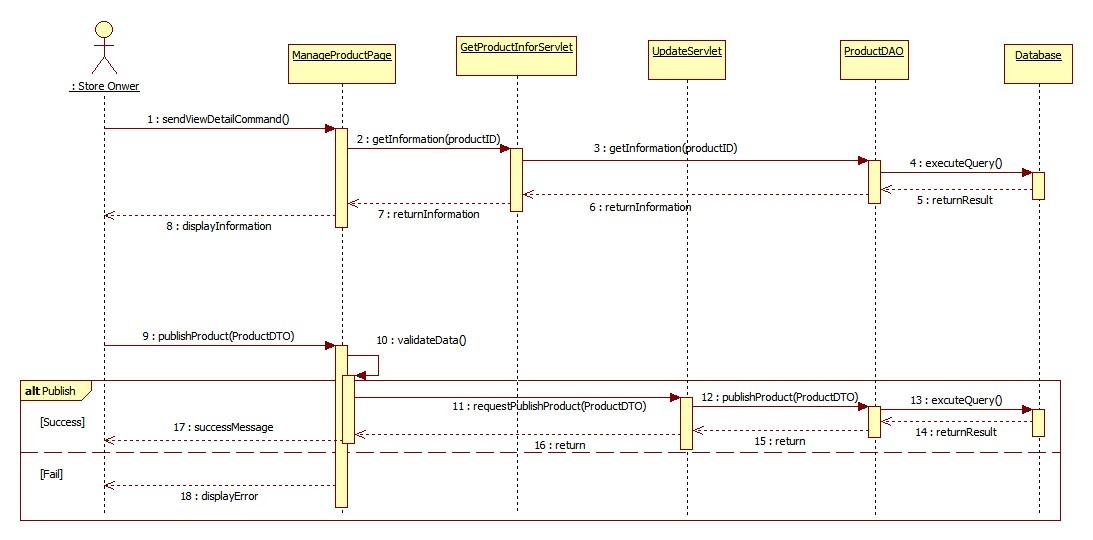 : Store Onwer
ManageProductPage
GetProductInforServlet
UpdateServlet
ProductDAO
Database
1 : sendViewDetailCommand()
2 : getInformation(productID)
3 : getInformation(productID)
4 : executeQuery()
5 : returnResult
6 : returnInformation
7 : returnInformation
8 : displayInformation
9 : publishProduct(ProductDTO)
10 : validateData()
alt Publish
[Success]
11 : requestPublishProduct(ProductDTO)
12 : publishProduct(ProductDTO)
13 : excuteQuery()
14 : returnResult
15 : return
16 : return
17 : successMessage
[Fail]
18 : displayError